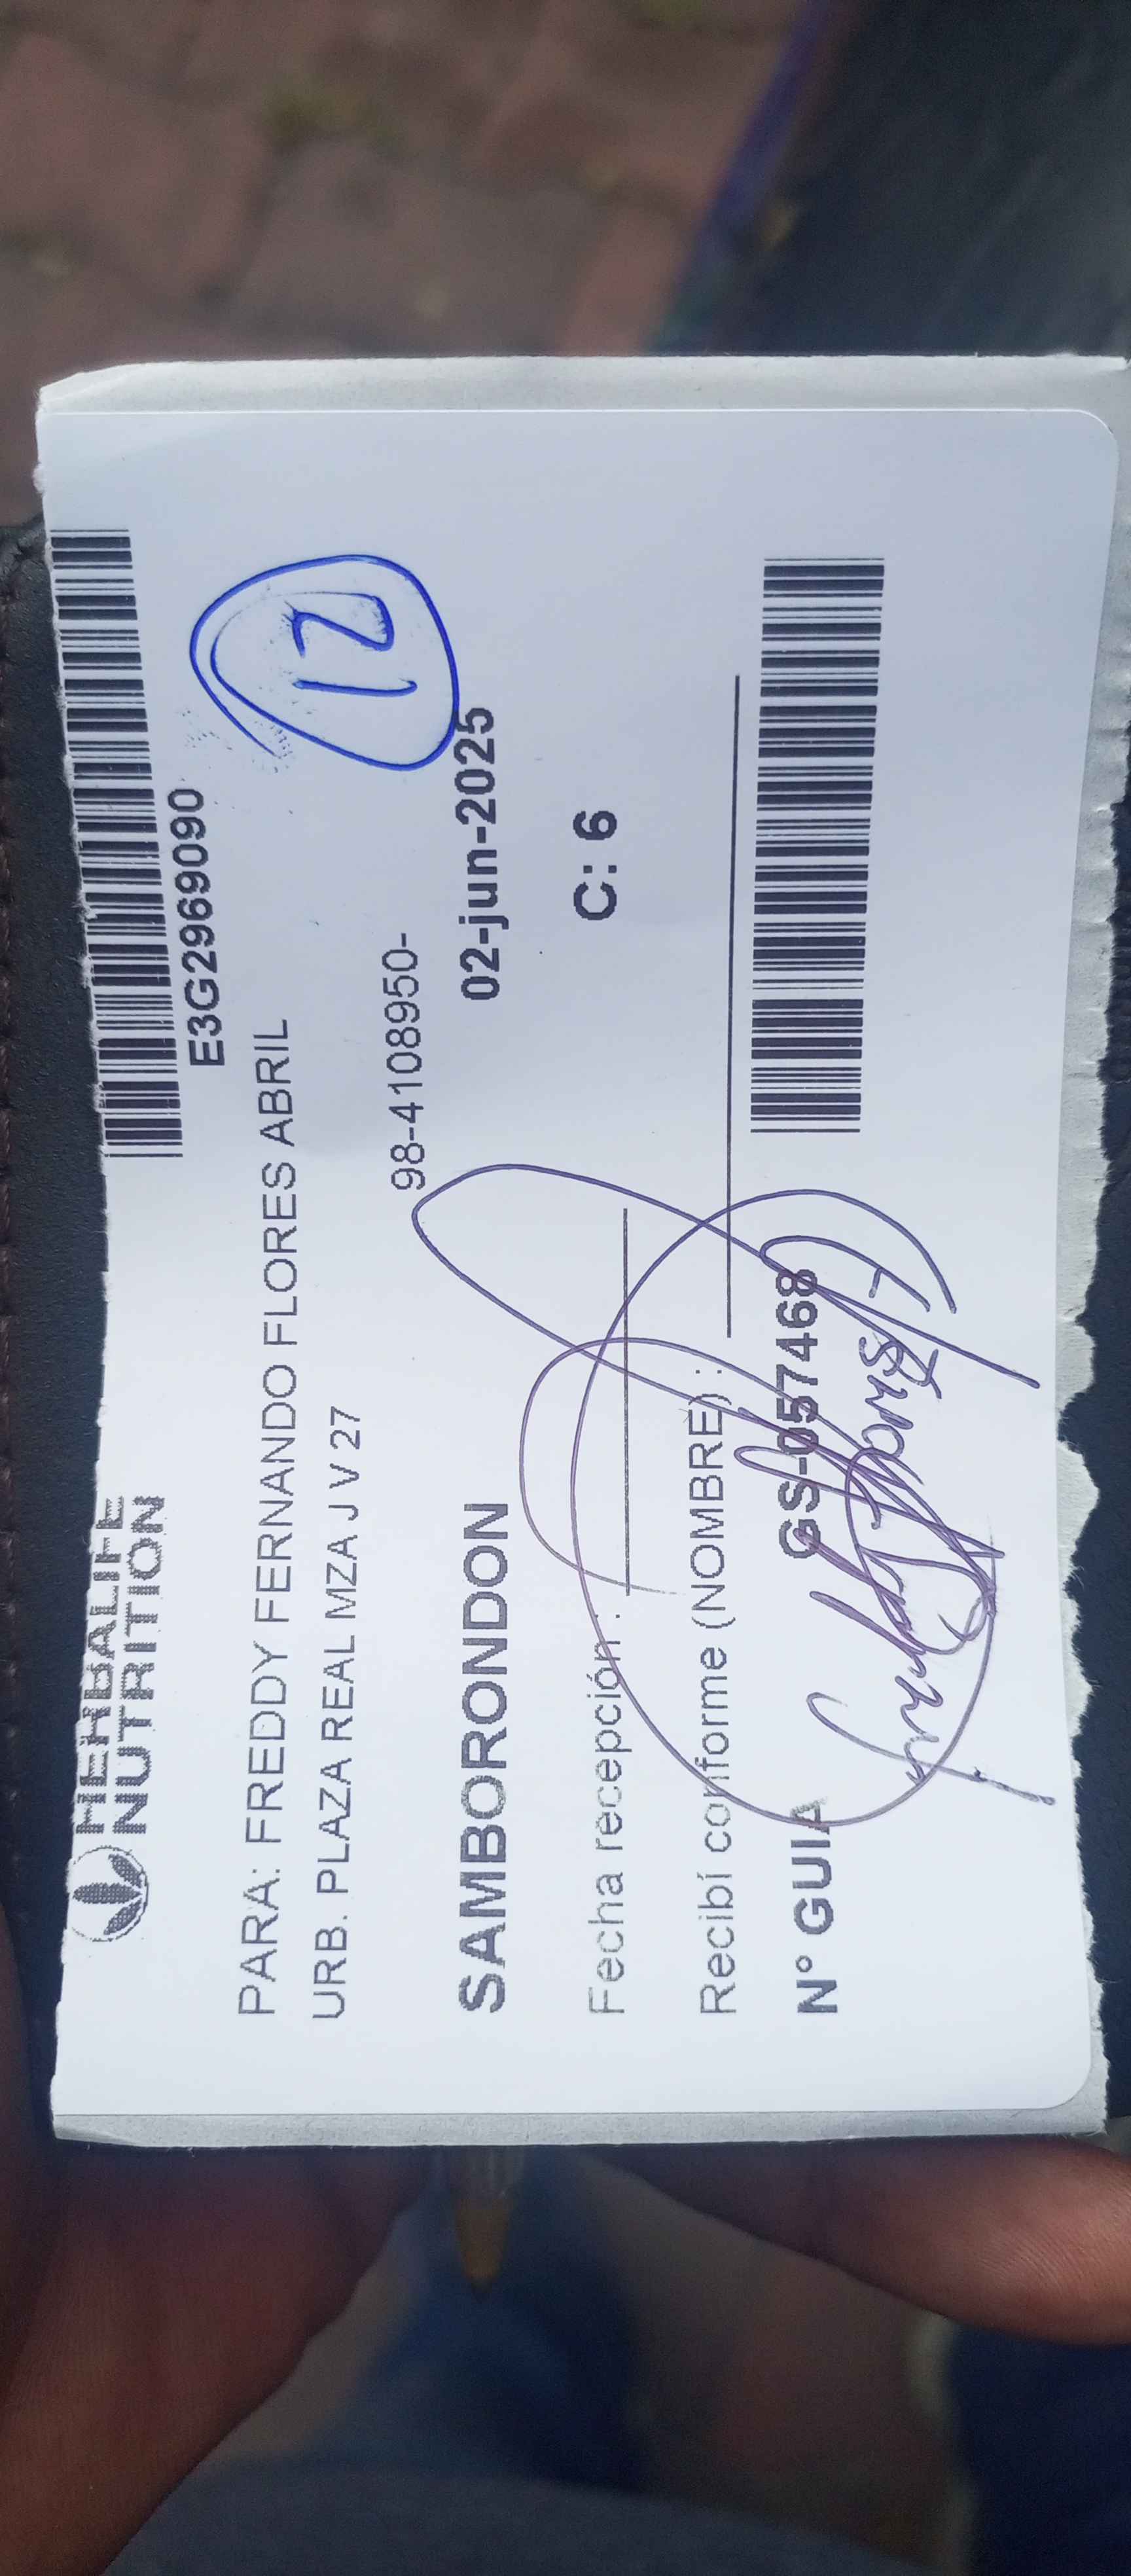 HERBALIFE
NUTRITION
E3G2969090
PARA: FREDDY FERNANDO FLORES ABRIL
URB. PLAZA REAL MZA J V 27
12
98-4108950-
SAMBORONDON
02-jun-2025
Fecha recepción :
C: 6
Recibí conforme (NOMBRE) :
N° GUIA GS-057468